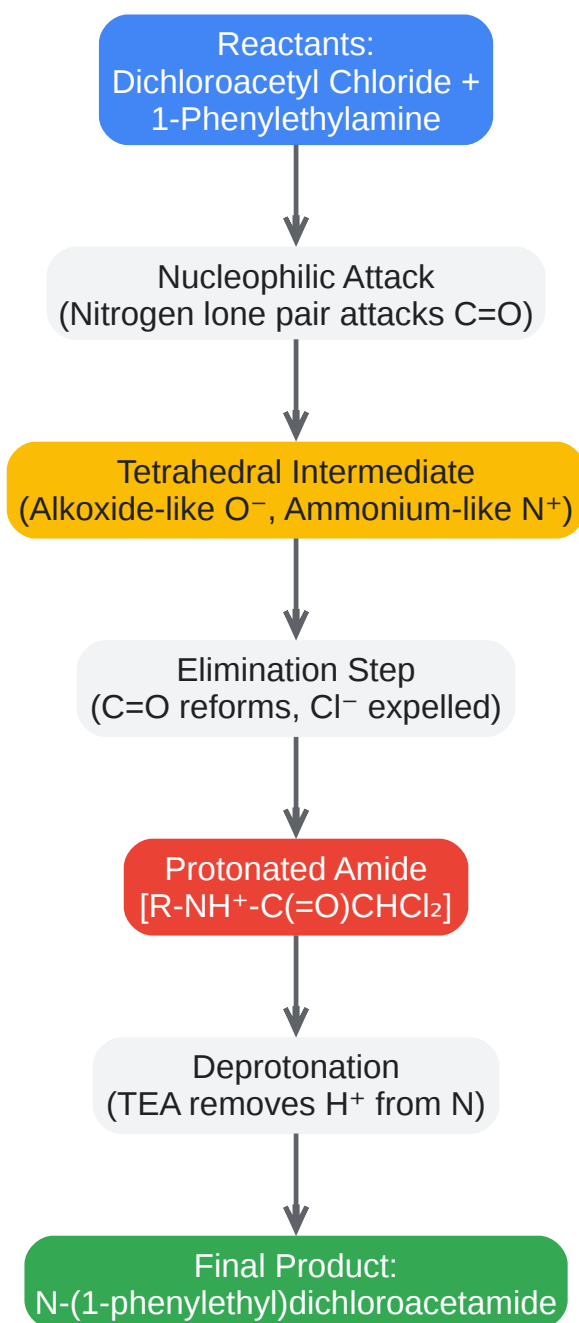 Reactants:
Dichloroacetyl Chloride +
1-Phenylethylamine
Nucleophilic Attack
(Nitrogen lone pair attacks C=O)
Tetrahedral Intermediate
(Alkoxide-like O⁻, Ammonium-like N⁺)
Elimination Step
(C=O reforms, Cl⁻ expelled)
Protonated Amide
[R-NH⁺-C(=O)CHCl₂]
Deprotonation
(TEA removes H⁺ from N)
Final Product:
N-(1-phenylethyl)dichloroacetamide